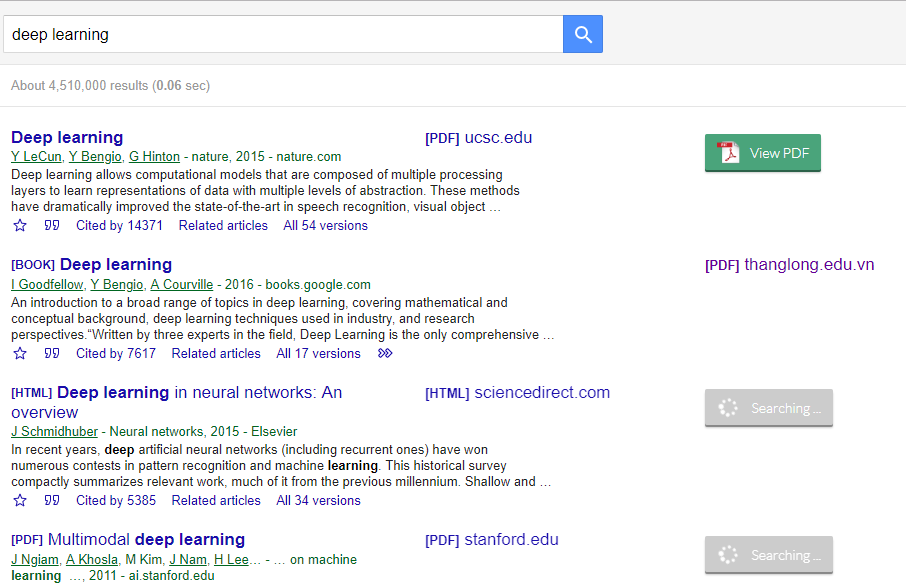 deep learning
About 4,510,000 results (0.06 sec)
Deep learning
[PDF] ucsc.edu
View PDF
Y LeCun, Y Bengio, G Hinton - nature, 2015 - nature.com
Deep learning allows computational models that are composed of multiple processing
layers to learn representations of data with multiple levels of abstraction. These methods
have dramatically improved the state-of-the-art in speech recognition, visual object …
Cited by 14371 Related articles All 54 versions
[BOOK] Deep learning
[PDF] thanglong.edu.vn
I Goodfellow, Y Bengio, A Courville - 2016 - books.google.com
An introduction to a broad range of topics in deep learning, covering mathematical and
conceptual background, deep learning techniques used in industry, and research
perspectives.“Written by three experts in the field, Deep Learning is the only comprehensive …
Cited by 7617 Related articles All 17 versions
[HTML] Deep learning in neural networks: An
overview
[HTML] sciencedirect.com
Searching ...
J Schmidhuber - Neural networks, 2015 - Elsevier
In recent years, deep artificial neural networks (including recurrent ones) have won
numerous contests in pattern recognition and machine learning. This historical survey
compactly summarizes relevant work, much of it from the previous millennium. Shallow and …
Cited by 5385 Related articles All 34 versions
[PDF] Multimodal deep learning
[PDF] stanford.edu
Searching ...
J Ngiam, A Khosla, M Kim, J Nam, H Lee… - … on machine
learning …, 2011 - ai.stanford.edu